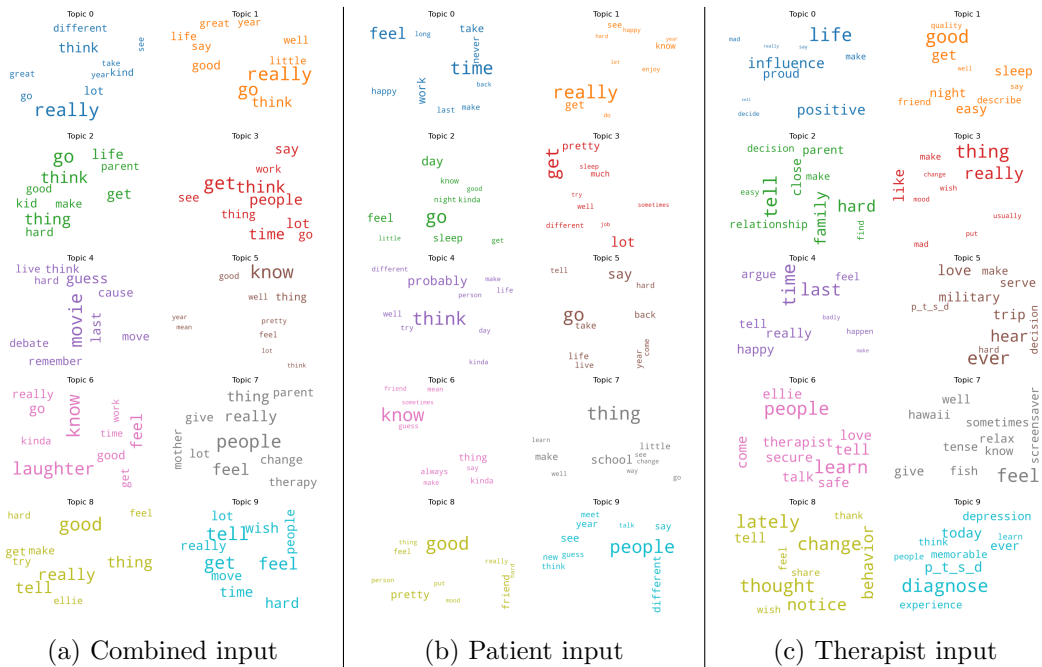 Topic 0
different
think
see
take
great
year
kind
lot
go
really
Topic 1
great
year
life
say
well
good
little
really
go
think
Topic 2
go
life
parent
think
good
get
kid
make
thing
hard
Topic 3
say
work
get
think
see
people
thing
lot
time
go
Topic 4
live
think
hard
guess
cause
movie
last
move
debate
remember
Topic 5
good
know
well
thing
year
mean
pretty
feel
lot
think
Topic 6
really
go
know
work
feel
kinda
time
good
laughter
get
Topic 7
thing
parent
give
really
mother
people
lot
feel
change
therapy
Topic 8
hard
feel
good
get
make
try
thing
really
tell
ellie
Topic 9
lot
tell
wish
people
really
get
feel
move
time
hard
(a) Combined input
Topic 0
feel
long
take
never
time
back
work
happy
last
make
Topic 1
see
happy
hard
year
know
lot
enjoy
really
get
do
Topic 2
day
know
good
night
kinda
feel
go
little
sleep
get
Topic 3
get
pretty
sleep
much
try
well
sometimes
different
job
lot
Topic 4
different
probably
make
person
life
well
think
try
day
kinda
Topic 5
tell
say
hard
go
take
back
life
live
year
come
Topic 6
friend
mean
sometimes
know
guess
thing
always
say
make
kinda
Topic 7
thing
learn
little
make
school
see
change
well
way
go
Topic 8
thing
feel
good
really
hard
person
put
pretty
mood
friend
Topic 9
meet
year
talk
say
see
people
new
guess
think
different
(b) Patient input
Topic 0
mad
life
really
say
influence
make
proud
tell
positive
decide
Topic 1
quality
good
get
well
sleep
say
night
friend
describe
easy
Topic 2
decision
parent
close
make
easy
tell
family
hard
relationship
find
Topic 3
make
thing
change
really
like
wish
mood
usually
put
mad
Topic 4
argue
time
feel
last
badly
tell
really
happen
happy
make
Topic 5
love
make
serve
military
p_t_s_d
trip
hear
decision
hard
ever
Topic 6
ellie
people
come
therapist
love
secure
tell
learn
talk
safe
Topic 7
well
hawaii
screensaver
sometimes
relax
tense
know
give
fish
feel
Topic 8
lately
thank
tell
change
feel
behavior
share
thought
wish
notice
Topic 9
depression
today
learn
think
ever
people
memorable
p_t_s_d
diagnose
experience
(c) Therapist input